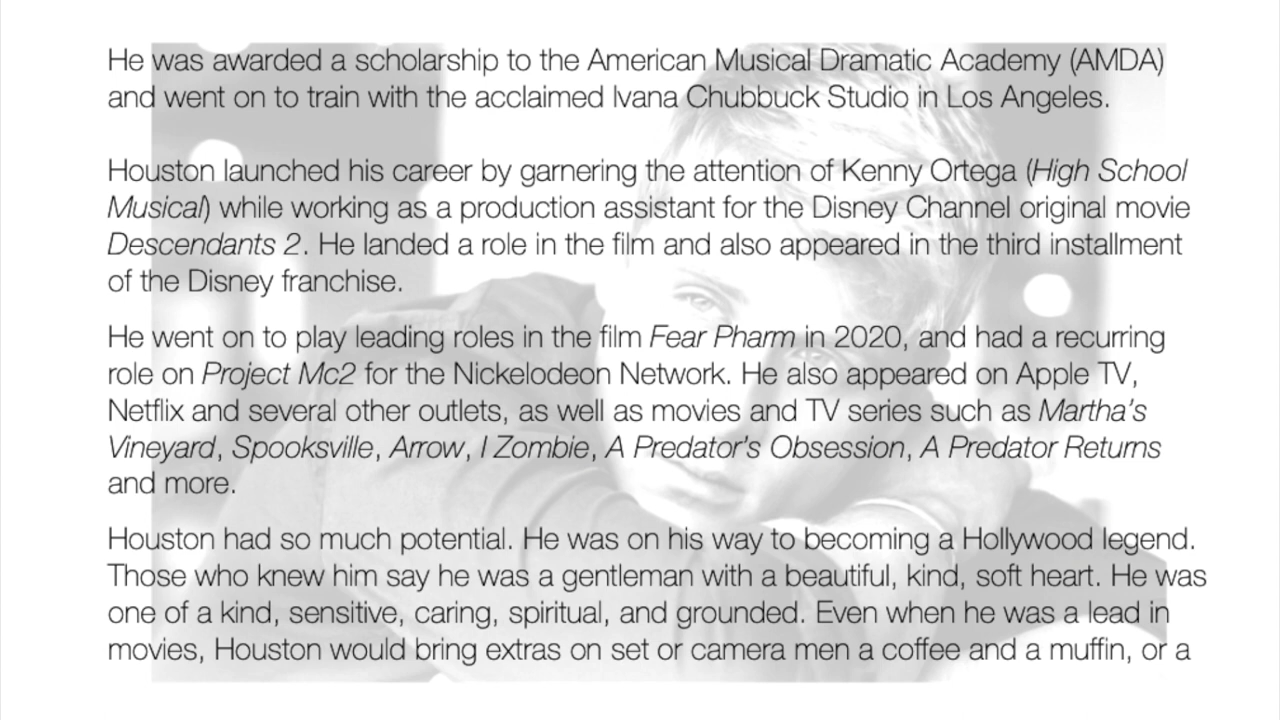 He was awarded a scholarship to the American Musical Dramatic Academy (AMDA)
and went on to train with the acclaimed Ivana Chubbuck Studio in Los Angeles.
Houston launched his career by garnering the attention of Kenny Ortega (High School
Musical) while working as a production assistant for the Disney Channel original movie
Descendants 2. He landed a role in the film and also appeared in the third installment
of the Disney franchise.
He went on to play leading roles in the film Fear Pharm in 2020, and had a recurring
role on Project Mc2 for the Nickelodeon Network. He also appeared on Apple TV,
Netflix and several other outlets, as well as movies and TV series such as Martha's
Vineyard, Spooksville, Arrow, I Zombie, A Predator's Obsession, A Predator Returns
and more.
Houston had so much potential. He was on his way to becoming a Hollywood legend.
Those who knew him say he was a gentleman with a beautiful, kind, soft heart. He was
one of a kind, sensitive, caring, spiritual, and grounded. Even when he was a lead in
movies, Houston would bring extras on set or camera men a coffee and a muffin, or a